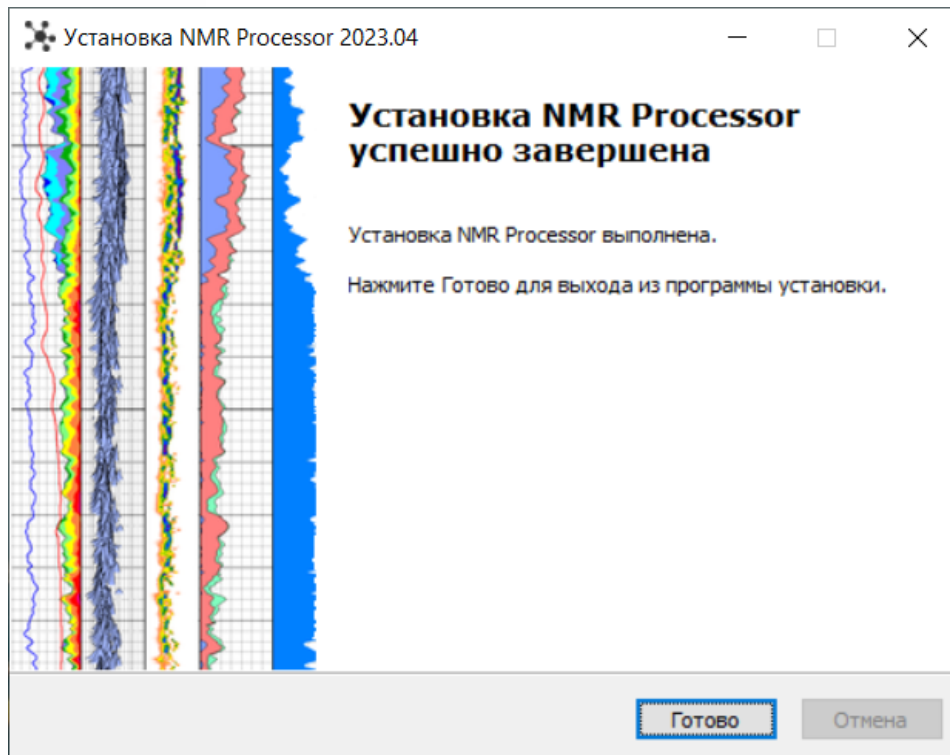 Установка NMR Processor 2023.04
Установка NMR Processor
успешно завершена
Установка NMR Processor выполнена.
Нажмите Готово для выхода из программы установки.
Готово
Отмена